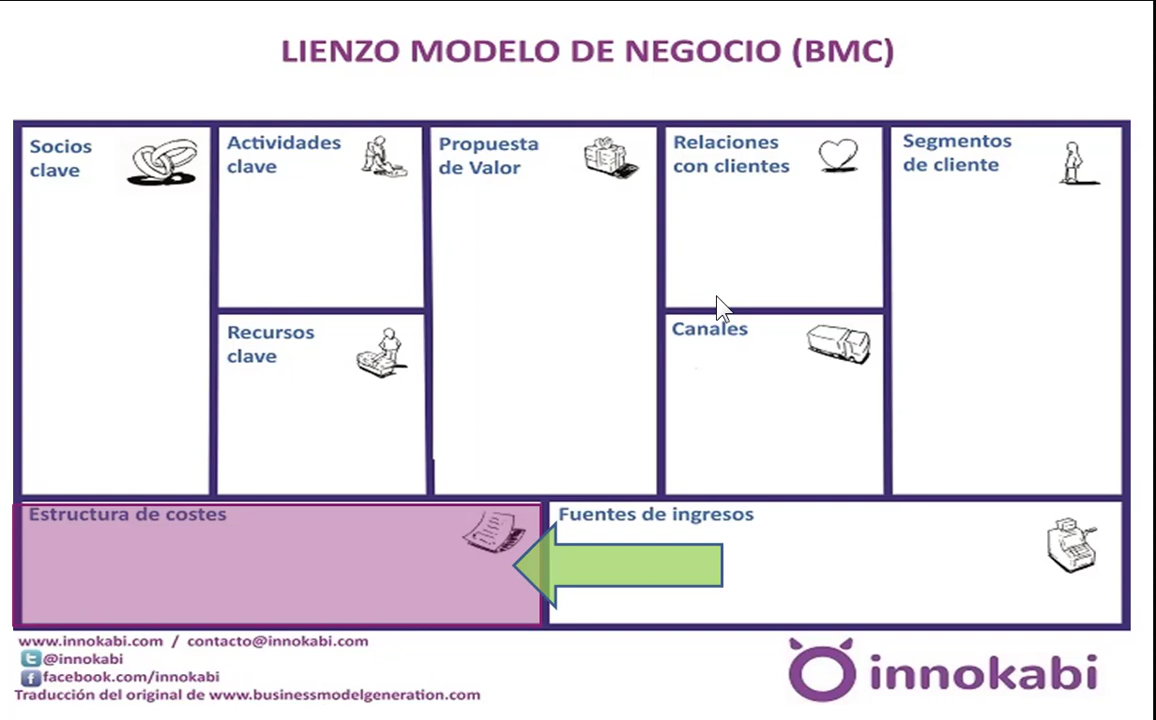 LIENZO MODELO DE NEGOCIO (BMC)
Socios
clave
Actividades
clave
Recursos
clave
Propuesta
de Valor
Relaciones
con clientes
Canales
Segmentos
de cliente
Estructura de costes
Fuentes de ingresos
www.innokabi.com / contacto@innokabi.com
@innokabi
facebook.com/innokabi
Traducción del original de www.businessmodelgeneration.com
innokabi